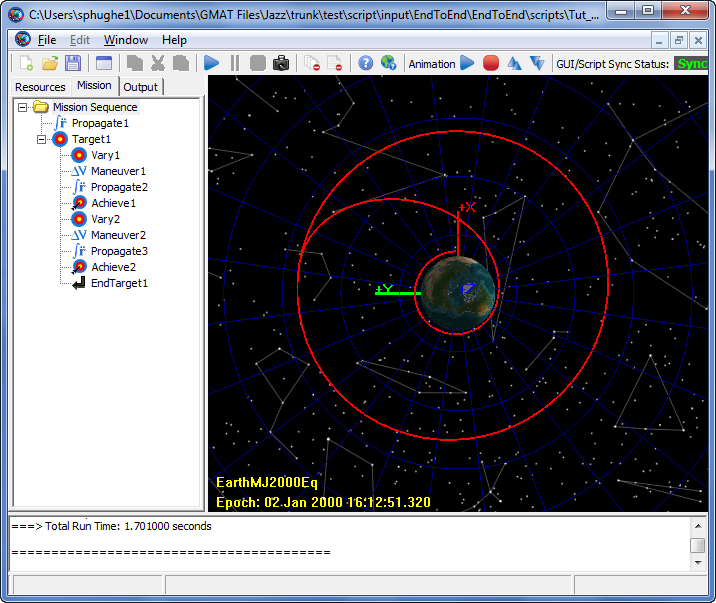 C:\Users\sphughe1\Documents\GMAT Files\Jazz\trunk\test\script\input\EndToEnd\EndToEnd\scripts\Tut_...
File Edit Window Help
Animation GUI/Script Sync Status: Sync
Resources Mission Output
Mission Sequence
Propagate1
Target1
Vary1
ΔV Maneuver1
Propagate2
Achieve1
Vary2
ΔV Maneuver2
Propagate3
Achieve2
EndTarget1
+X
+Y
Z
EarthMJ2000Eq
Epoch: 02 Jan 2000 16:12:51.320
===> Total Run Time: 1.701000 seconds
========================================